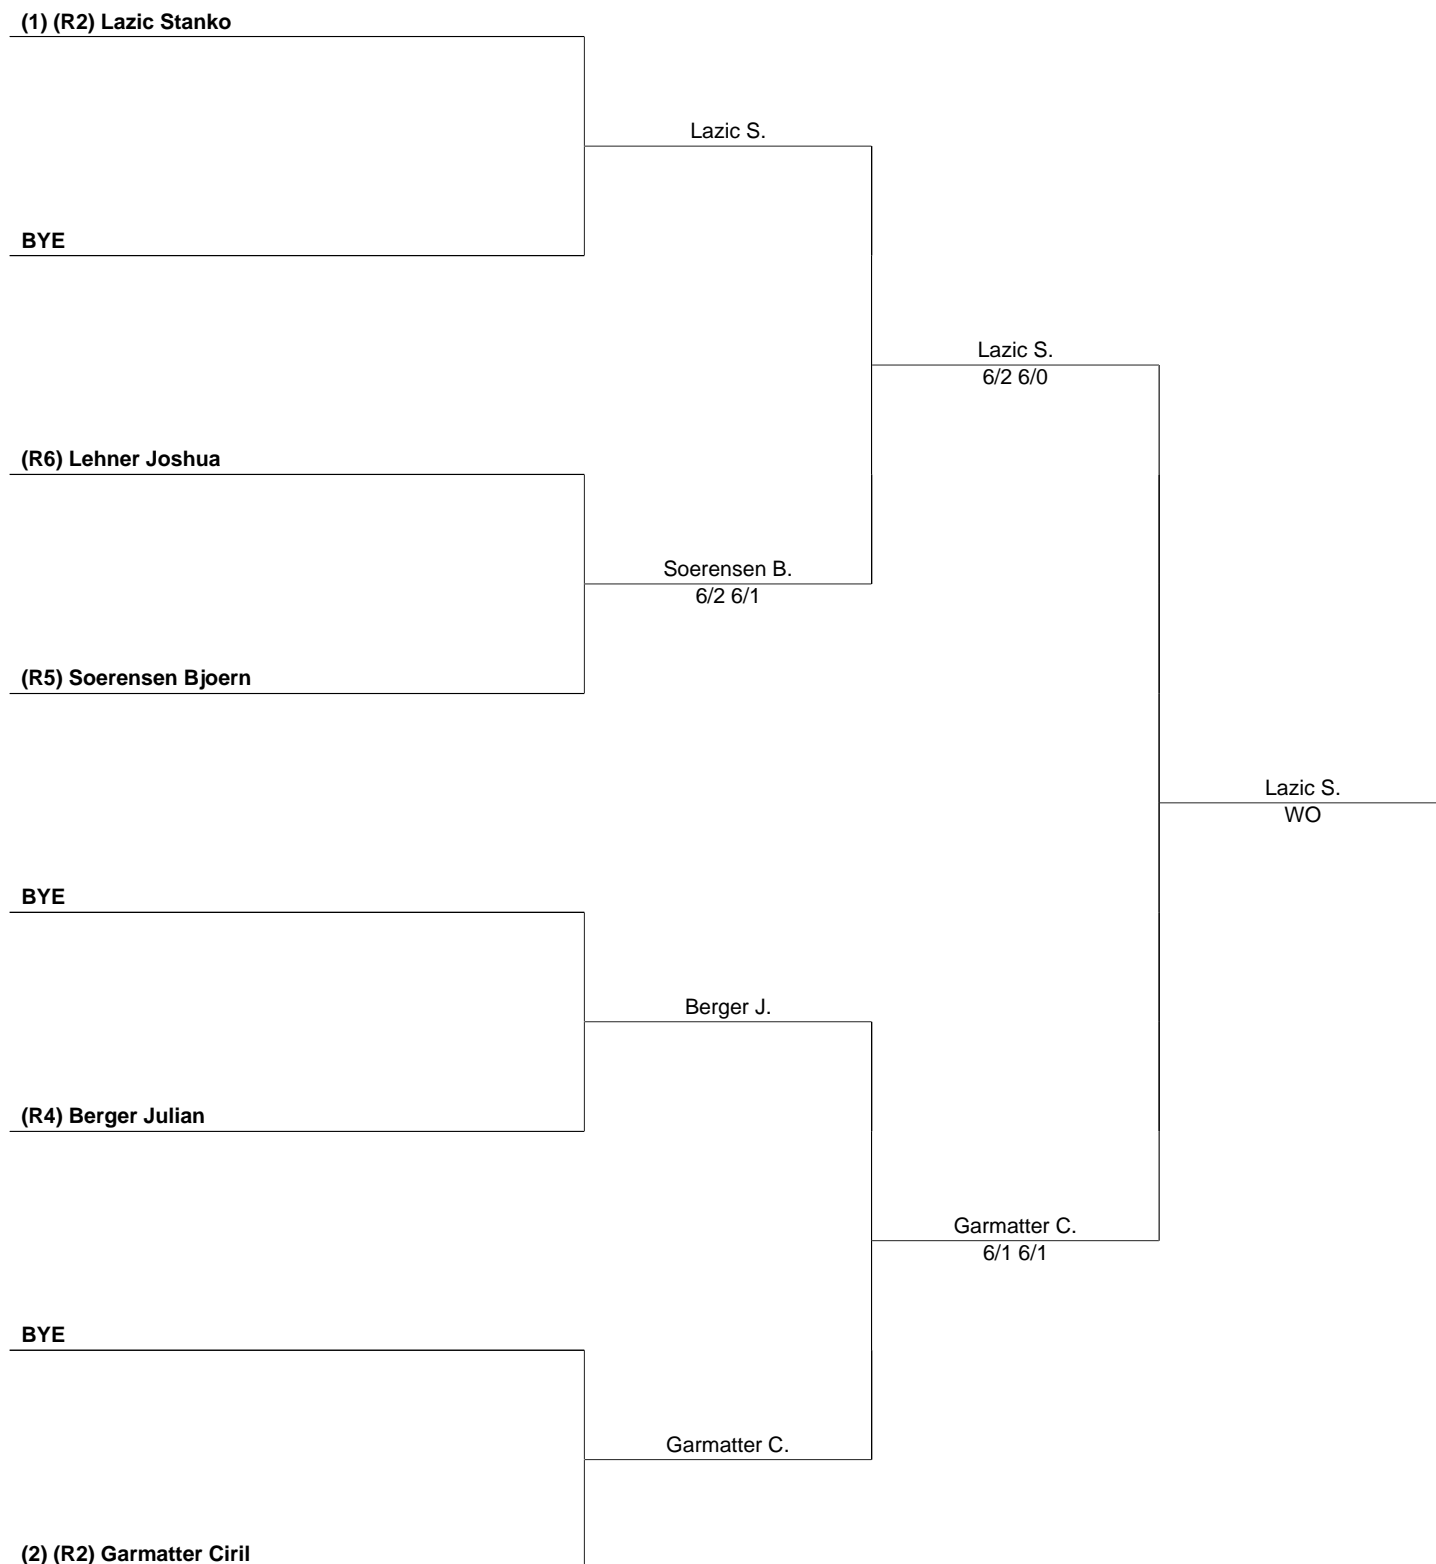 (1) (R2) Lazic Stanko
Lazic S.
BYE
Lazic S.
6/2 6/0
(R6) Lehner Joshua
Soerensen B.
6/2 6/1
(R5) Soerensen Bjoern
Lazic S.
WO
BYE
Berger J.
(R4) Berger Julian
Garmatter C.
6/1 6/1
BYE
Garmatter C.
(2) (R2) Garmatter Ciril